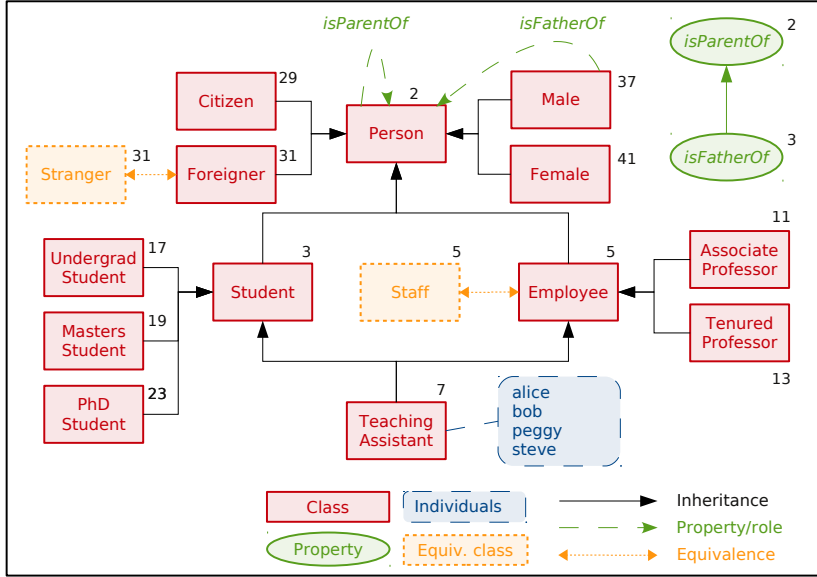 isParentOf
isFatherOf
2
isParentOf
29
Citizen
2
Person
37
Male
3
isFatherOf
31
Stranger
31
Foreigner
41
Female
11
Associate
Professor
17
Undergrad
Student
3
Student
5
Staff
5
Employee
19
Masters
Student
Tenured
Professor
13
23
PhD
Student
7
Teaching
Assistant
alice
bob
peggy
steve
Class
Individuals
Inheritance
Property/role
Property
Equiv. class
Equivalence